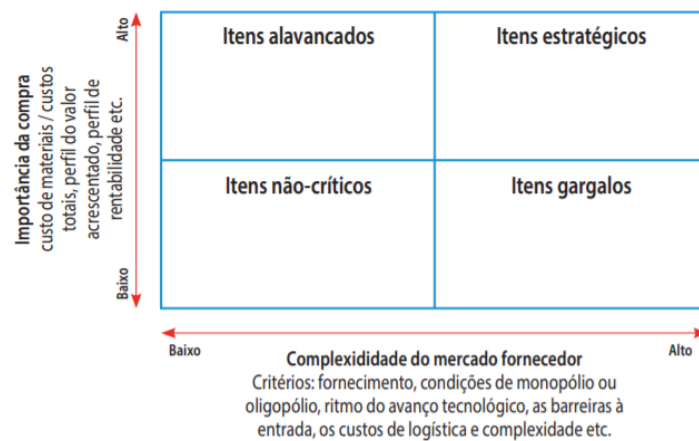 Alto
Importância da compra
custo de materiais / custos
totais, perfil do valor
acrescentado, perfil de
rentabilidade etc.
Baixo
Itens alavancados
Itens estratégicos
Itens não-críticos
Itens gargalos
Baixo
Alto
Complexididade do mercado fornecedor
Critérios: fornecimento, condições de monopólio ou
oligopólio, ritmo do avanço tecnológico, as barreiras à
entrada, os custos de logística e complexidade etc.